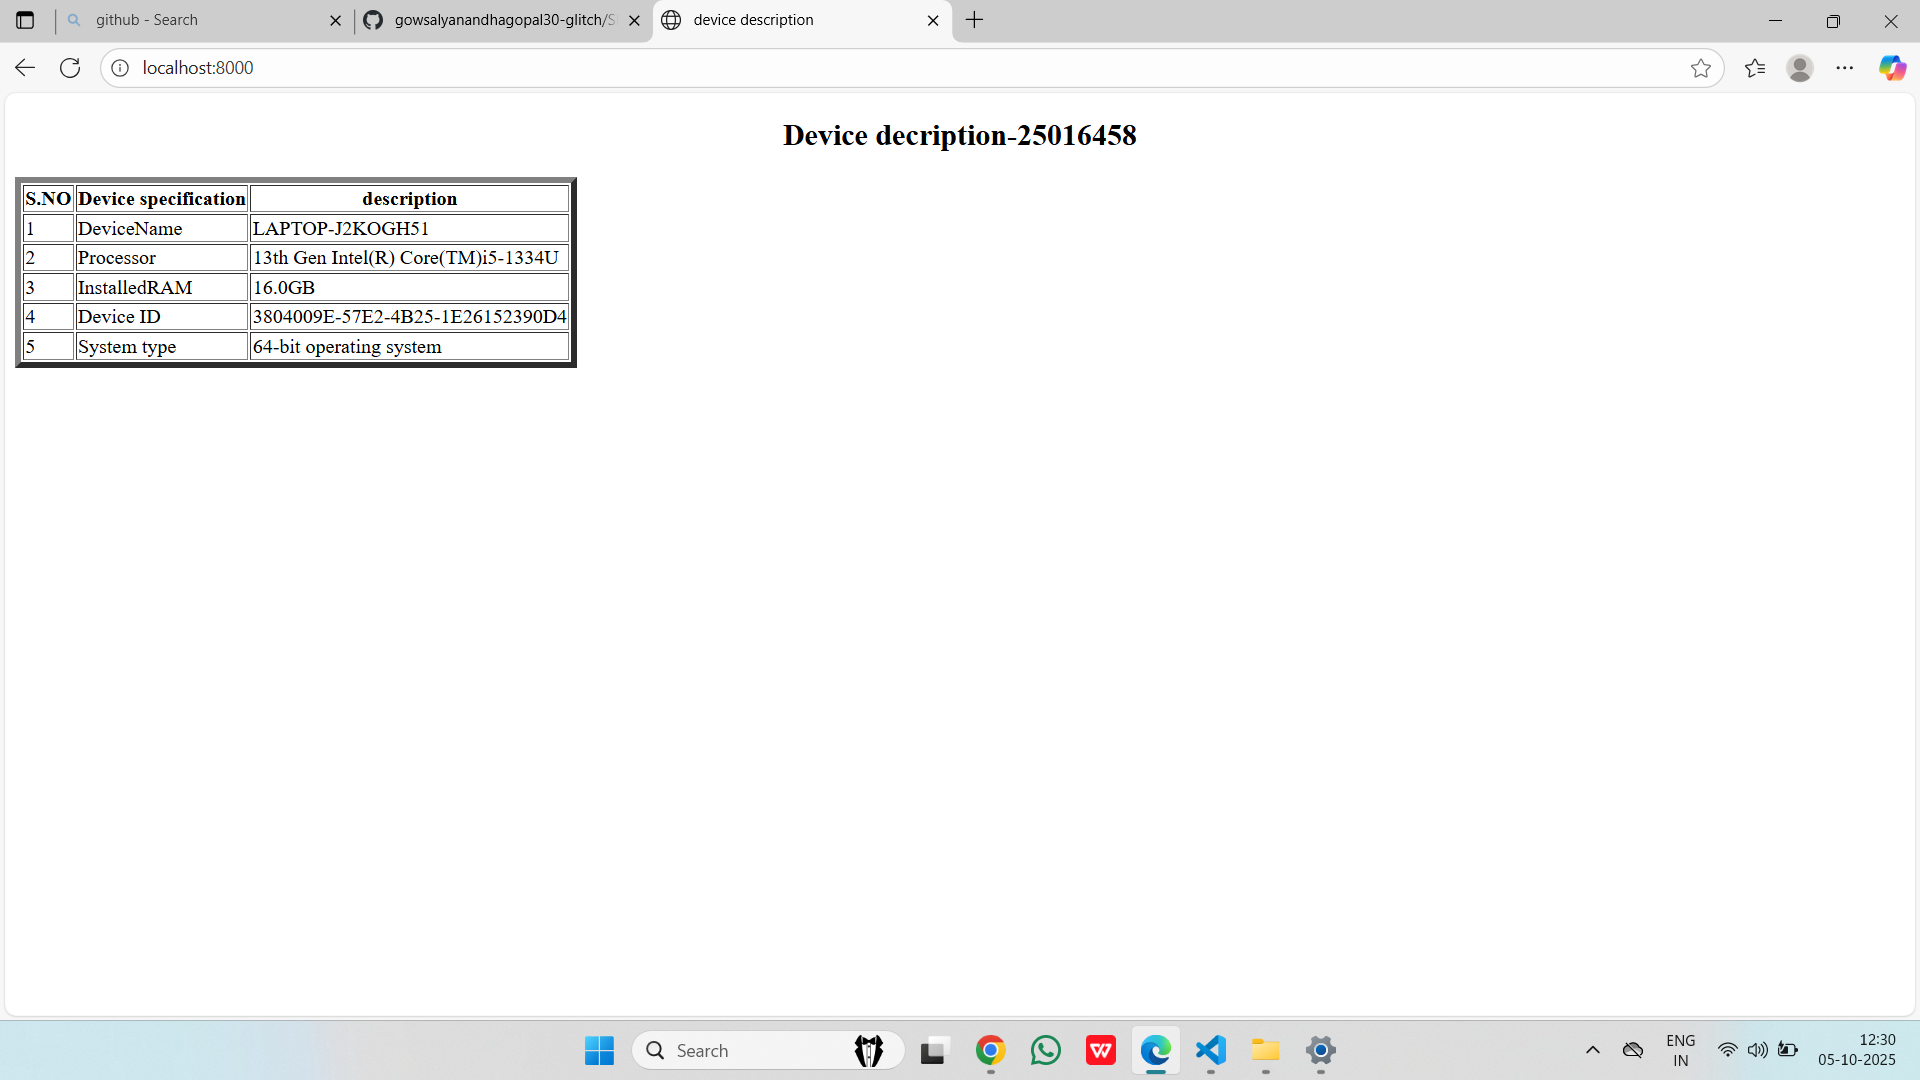 github - Search
gowsalyanandhagopal30-glitch/S
device description
localhost:8000
Device decription-25016458
S.NO Device specification description
1 DeviceName LAPTOP-J2KOGH51
2 Processor 13th Gen Intel(R) Core(TM)i5-1334U
3 InstalledRAM 16.0GB
4 Device ID 3804009E-57E2-4B25-1E26152390D4
5 System type 64-bit operating system
Search
ENG
IN
12:30
05-10-2025